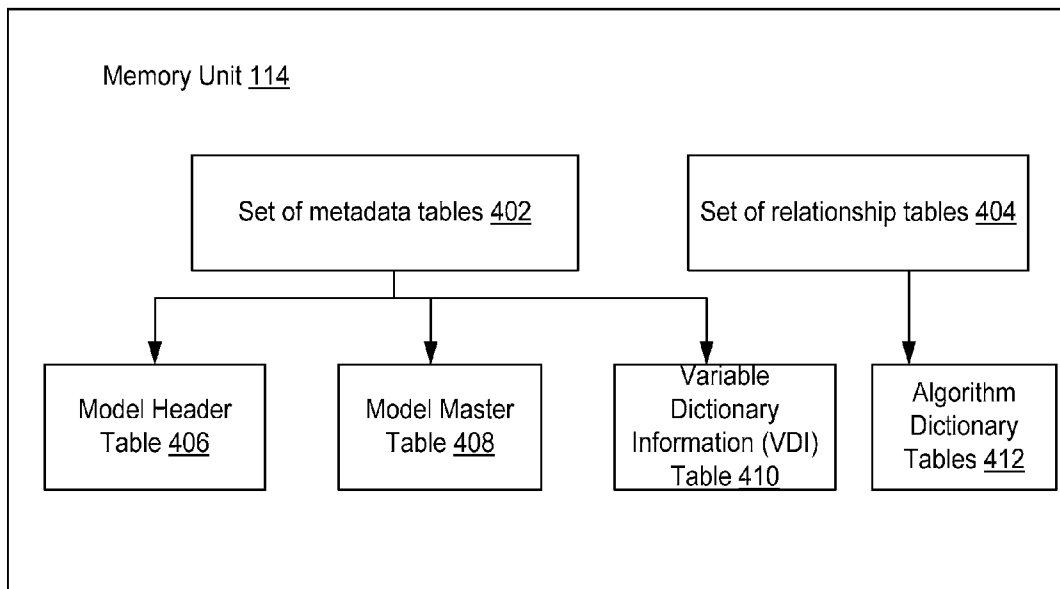 Memory Unit 114
Set of metadata tables 402
Set of relationship tables 404
Model Header
Table 406
Model Master
Table 408
Variable
Dictionary
Information (VDI)
Table 410
Algorithm
Dictionary
Tables 412